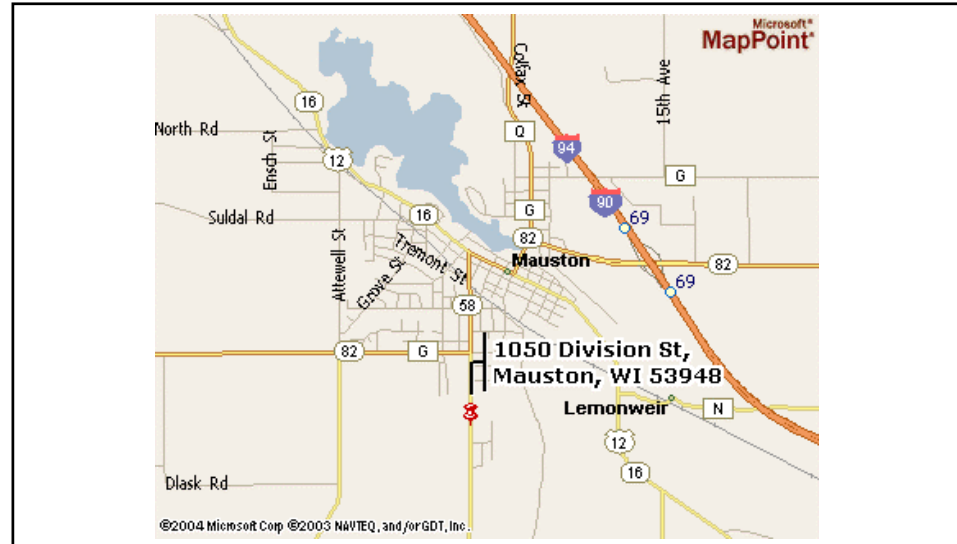 Microsoft®
MapPoint®
Colfax St
15th Ave
16
North Rd
Q
Ensch St
94
12
G
90
Suldal Rd
16
G
69
82
Tremont St
Mauston
82
Attewell St
Grove St
69
58
82
G
1050 Division St,
Mauston, WI 53948
Lemonweir
N
12
16
Dlask Rd
©2004 Microsoft Corp ©2003 NAVTEQ, and/or GDT, Inc.